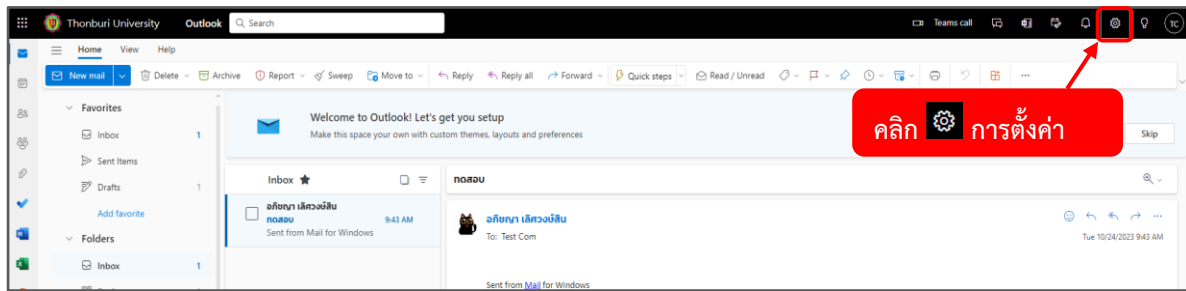 Thonburi University Outlook Search Teams call TC
Home View Help
New mail Delete Archive Report Sweep Move to Reply Reply all Forward Quick steps Read / Unread
Favorites
Inbox 1
Sent Items
Drafts 1
Add favorite
Folders
Inbox 1
Welcome to Outlook! Let's get you setup
Make this space your own with custom themes, layouts and preferences
Skip
คลิก การตั้งค่า
Inbox
อภิชญา เลิศวงษ์สิน
ทดสอบ 9:43 AM
Sent from Mail for Windows
ทดสอบ
อภิชญา เลิศวงษ์สิน
To: Test Com
Tue 10/24/2023 9:43 AM
Sent from Mail for Windows